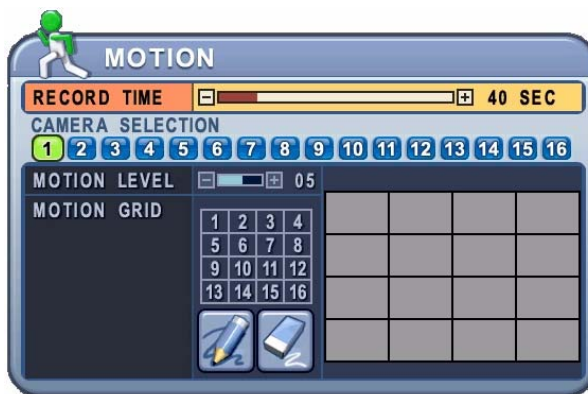 MOTION
RECORD TIME 40 SEC
CAMERA SELECTION
1 2 3 4 5 6 7 8 9 10 11 12 13 14 15 16
MOTION LEVEL 05
MOTION GRID
1 2 3 4
5 6 7 8
9 10 11 12
13 14 15 16